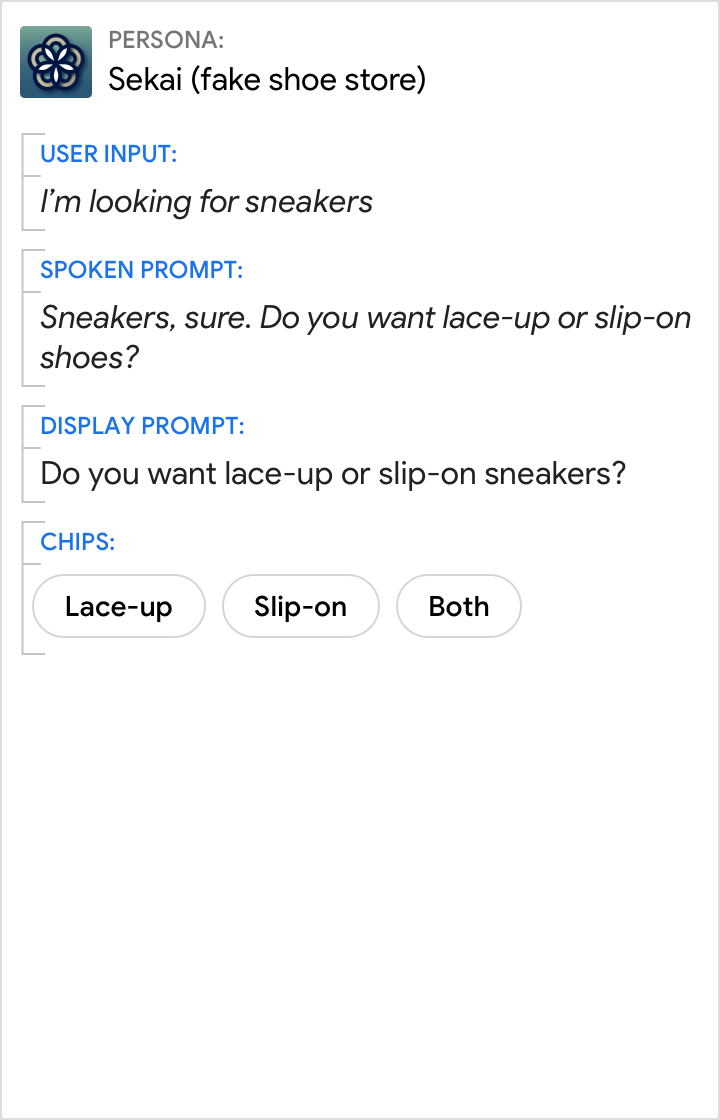 PERSONA:
Sekai (fake shoe store)
USER INPUT:
I’m looking for sneakers
SPOKEN PROMPT:
Sneakers, sure. Do you want lace-up or slip-on
shoes?
DISPLAY PROMPT:
Do you want lace-up or slip-on sneakers?
CHIPS:
Lace-up Slip-on Both